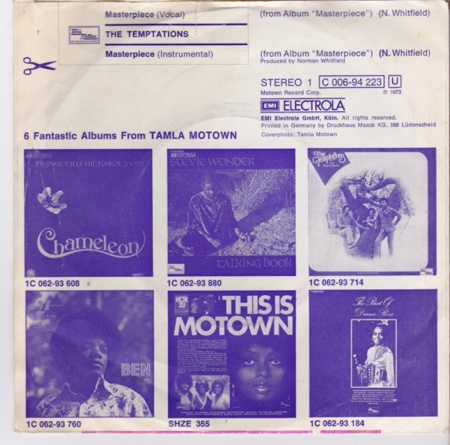 Masterpiece (Vocal) (from Album "Masterpiece") (N. Whitfield)
THE TEMPTATIONS
Masterpiece (Instrumental) (from Album "Masterpiece") (N. Whitfield)
Produced by Norman Whitfield
STEREO 1 C 006-94 223 U
Motown Record Corp. ℗ 1973
EMI ELECTROLA
EMI Electrola GmbH, Köln. All rights reserved.
Printed in Germany by Druckhaus Maack KG, 588 Lüdenscheid
Coverphoto: Tamla Motown
6 Fantastic Albums From TAMLA MOTOWN
Chameleon
STEVIE WONDER
TALKING BOOK
1C 062-93 608
1C 062-93 880
1C 062-93 714
BEN
THIS IS
MOTOWN
The Best Of
Diana Ross
1C 062-93 760
SHZE 355
1C 062-93 184